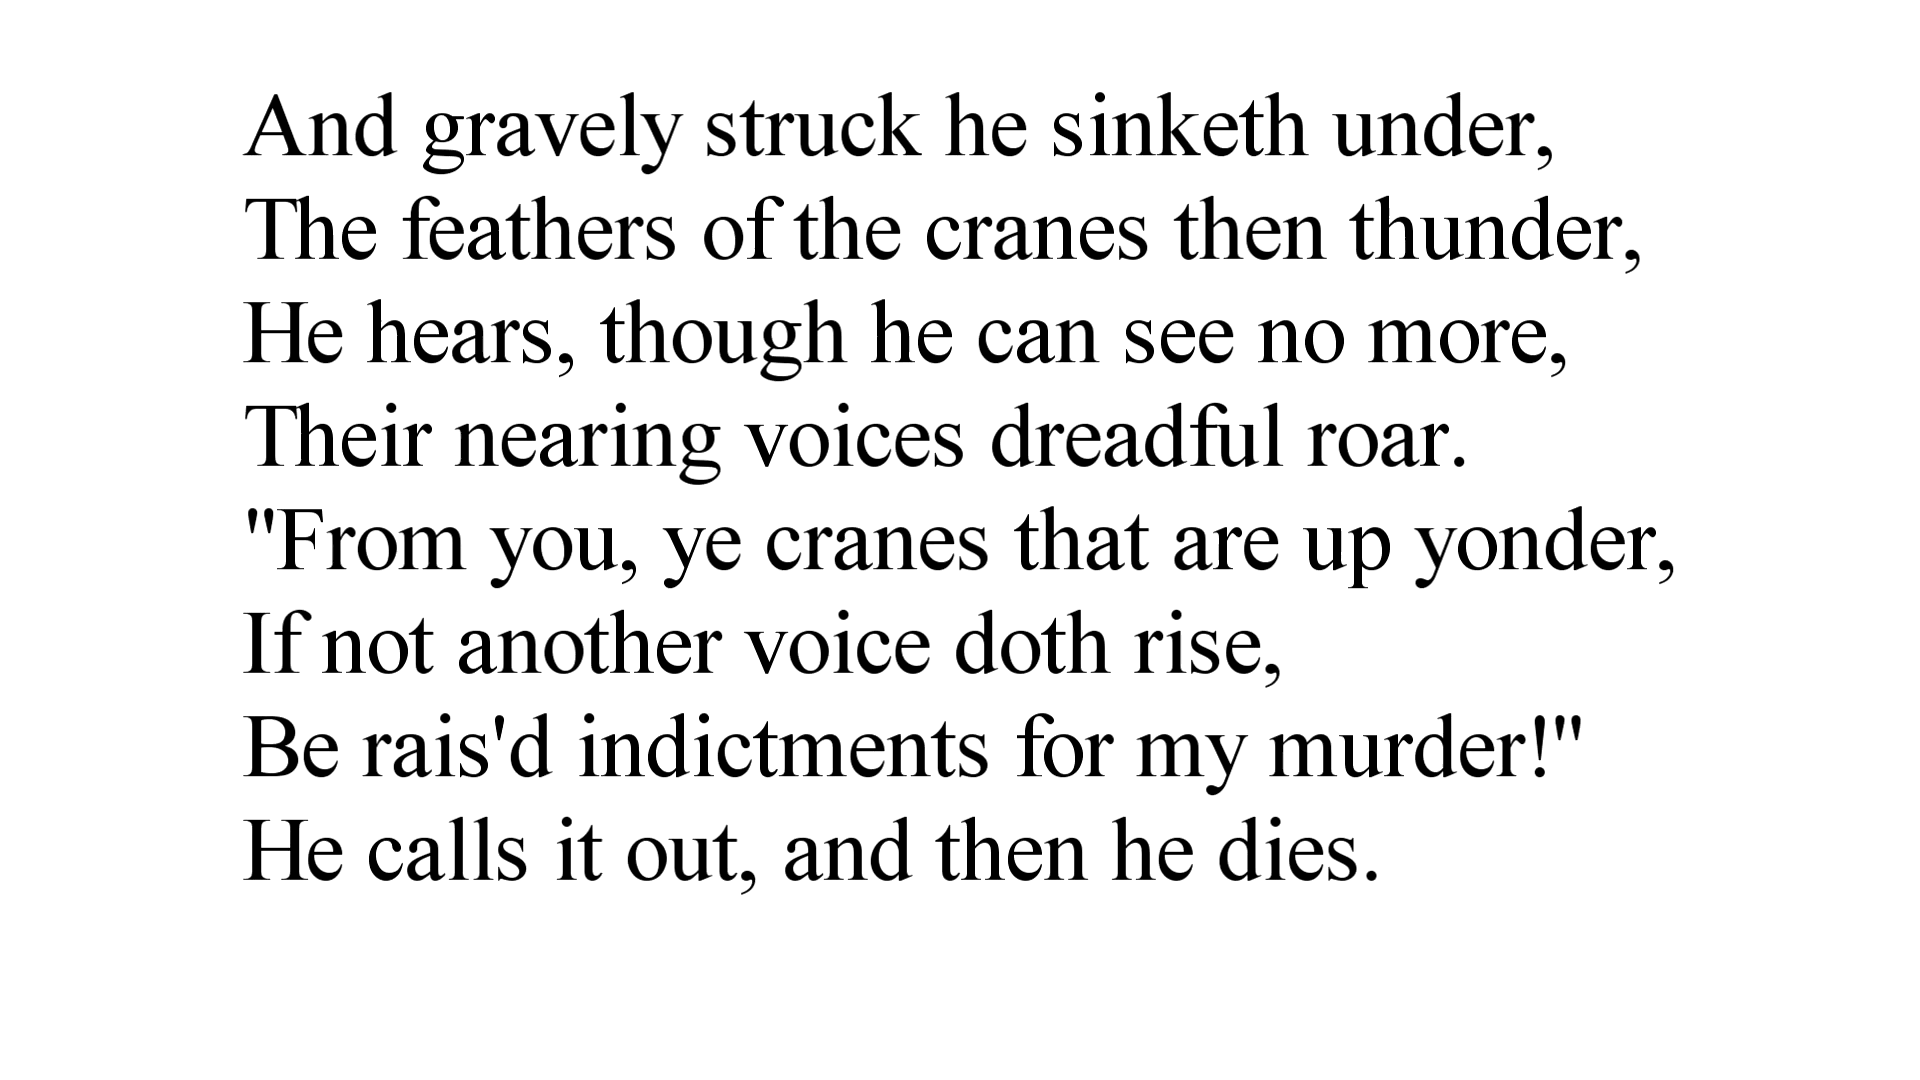 And gravely struck he sinketh under,
The feathers of the cranes then thunder,
He hears, though he can see no more,
Their nearing voices dreadful roar.
"From you, ye cranes that are up yonder,
If not another voice doth rise,
Be rais'd indictments for my murder!"
He calls it out, and then he dies.